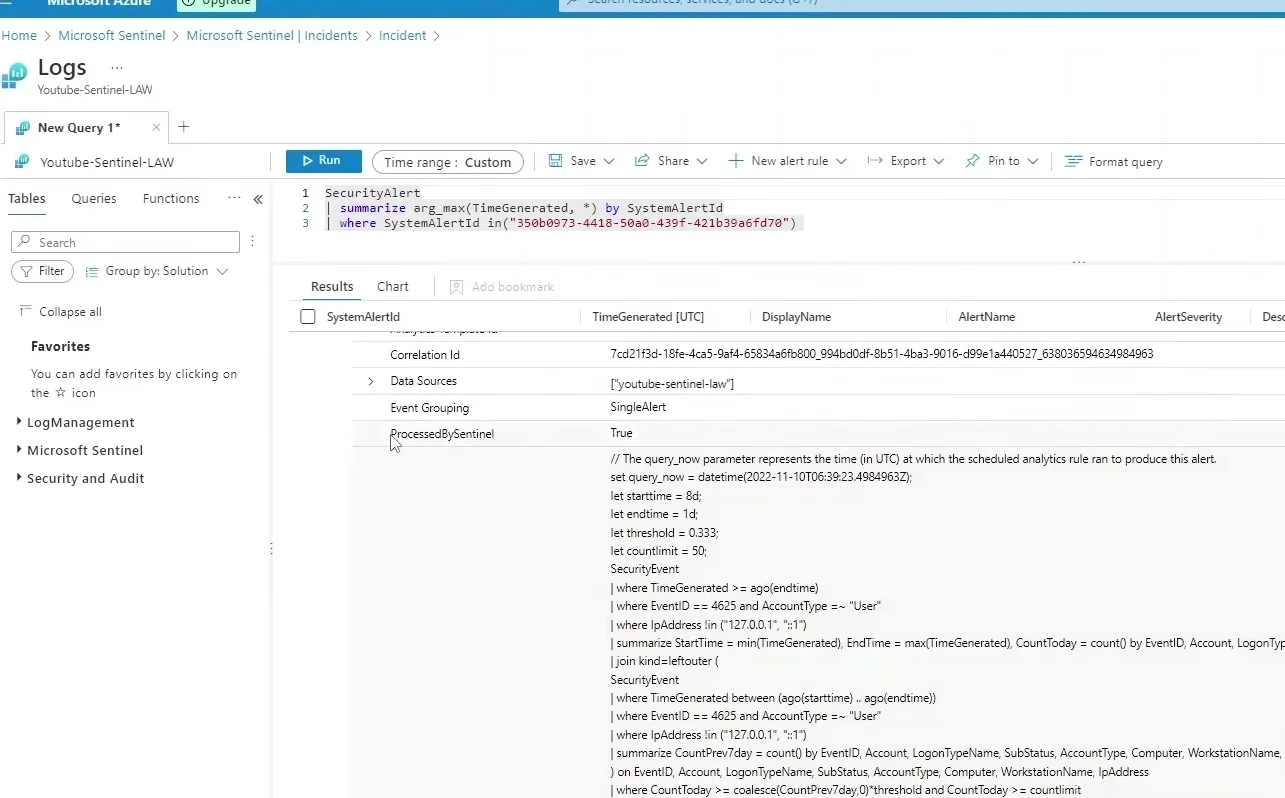 Microsoft Azure
Upgrade
Search resources, services, and docs (G+/)
Home > Microsoft Sentinel > Microsoft Sentinel | Incidents > Incident >
Logs ...
Youtube-Sentinel-LAW
New Query 1*
Youtube-Sentinel-LAW
Run
Time range : Custom
Save
Share
New alert rule
Export
Pin to
Format query
Tables
Queries
Functions
...
«
1 SecurityAlert
2 | summarize arg_max(TimeGenerated, *) by SystemAlertId
3 | where SystemAlertId in("350b0973-4418-50a0-439f-421b39a6fd70")
Search
Filter
Group by: Solution
Collapse all
Favorites
You can add favorites by clicking on
the ☆ icon
LogManagement
Microsoft Sentinel
Security and Audit
Results
Chart
Add bookmark
SystemAlertId
TimeGenerated [UTC]
DisplayName
AlertName
AlertSeverity
Desc
Analytics Template Id
Correlation Id 7cd21f3d-18fe-4ca5-9af4-65834a6fb800_994bd0df-8b51-4ba3-9016-d99e1a440527_638036594634984963
Data Sources ["youtube-sentinel-law"]
Event Grouping SingleAlert
ProcessedBySentinel True
// The query_now parameter represents the time (in UTC) at which the scheduled analytics rule ran to produce this alert.
set query_now = datetime(2022-11-10T06:39:23.4984963Z);
let starttime = 8d;
let endtime = 1d;
let threshold = 0.333;
let countlimit = 50;
SecurityEvent
| where TimeGenerated >= ago(endtime)
| where EventID == 4625 and AccountType =~ "User"
| where IpAddress !in ("127.0.0.1", "::1")
| summarize StartTime = min(TimeGenerated), EndTime = max(TimeGenerated), CountToday = count() by EventID, Account, LogonTyp
| join kind=leftouter (
SecurityEvent
| where TimeGenerated between (ago(starttime) .. ago(endtime))
| where EventID == 4625 and AccountType =~ "User"
| where IpAddress !in ("127.0.0.1", "::1")
| summarize CountPrev7day = count() by EventID, Account, LogonTypeName, SubStatus, AccountType, Computer, WorkstationName,
) on EventID, Account, LogonTypeName, SubStatus, AccountType, Computer, WorkstationName, IpAddress
| where CountToday >= coalesce(CountPrev7day,0)*threshold and CountToday >= countlimit